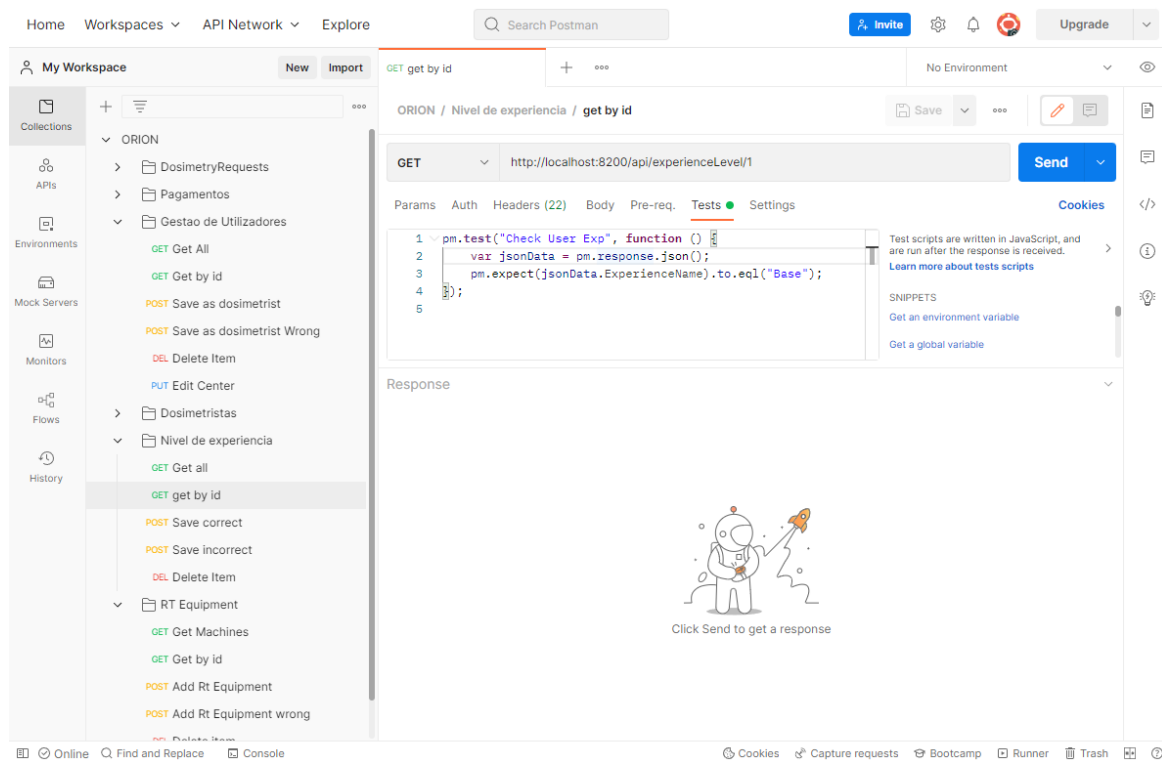 Home Workspaces API Network Explore Search Postman Invite Upgrade
My Workspace New Import GET get by id No Environment
Collections
APIs
Environments
Mock Servers
Monitors
Flows
History
ORION
DosimetryRequests
Pagamentos
Gestao de Utilizadores
GET Get All
GET Get by id
POST Save as dosimetrist
POST Save as dosimetrist Wrong
DEL Delete Item
PUT Edit Center
Dosimetristas
Nivel de experiencia
GET Get all
GET get by id
POST Save correct
POST Save incorrect
DEL Delete Item
RT Equipment
GET Get Machines
GET Get by id
POST Add Rt Equipment
POST Add Rt Equipment wrong
DEL Delete item
ORION / Nivel de experiencia / get by id Save
GET http://localhost:8200/api/experienceLevel/1 Send
Params Auth Headers (22) Body Pre-req. Tests Settings Cookies
1 pm.test("Check User Exp", function () {
2 var jsonData = pm.response.json();
3 pm.expect(jsonData.ExperienceName).to.eql("Base");
4 });
5
Test scripts are written in JavaScript, and
are run after the response is received.
Learn more about tests scripts
SNIPPETS
Get an environment variable
Get a global variable
Response
Click Send to get a response
Online Find and Replace Console Cookies Capture requests Bootcamp Runner Trash